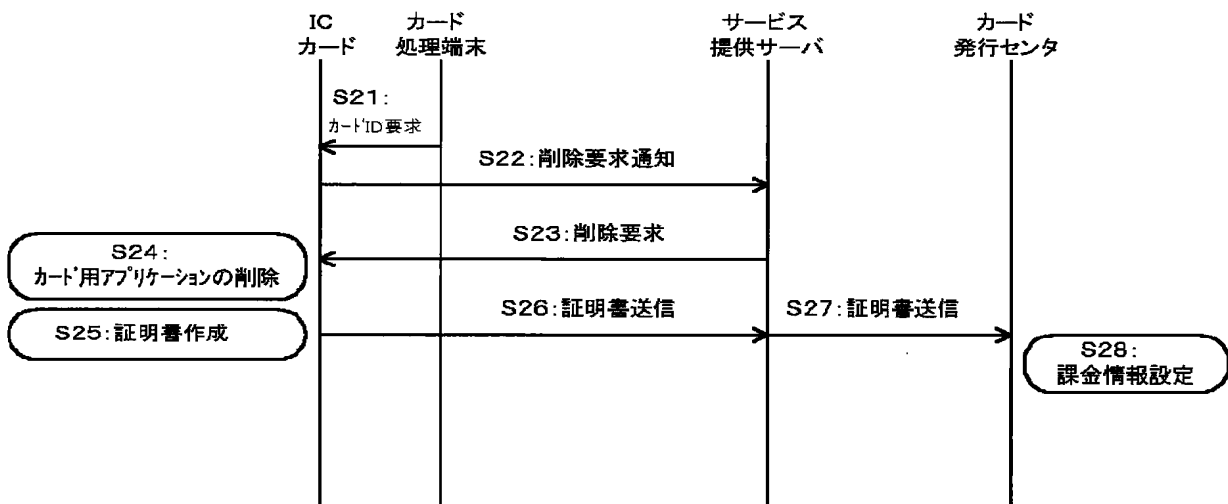 IC
カード
カード
処理端末
サービス
提供サーバ
カード
発行センタ
S21:
カードID要求
S22:削除要求通知
S23:削除要求
S24:
カード用アプリケーションの削除
S25:証明書作成
S26:証明書送信
S27:証明書送信
S28:
課金情報設定